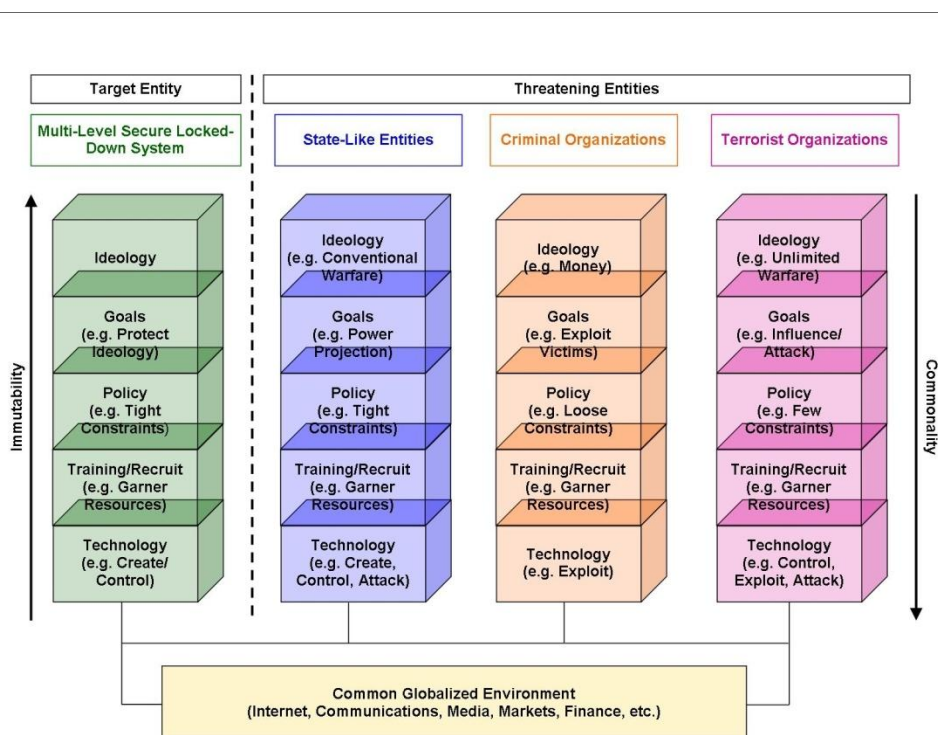 Target Entity
Threatening Entities
Multi-Level Secure Locked-
Down System
State-Like Entities
Criminal Organizations
Terrorist Organizations
Immutability
Ideology
Goals
(e.g. Protect
Ideology)
Policy
(e.g. Tight
Constraints)
Training/Recruit
(e.g. Garner
Resources)
Technology
(e.g. Create/
Control)
Ideology
(e.g. Conventional
Warfare)
Goals
(e.g. Power
Projection)
Policy
(e.g. Tight
Constraints)
Training/Recruit
(e.g. Garner
Resources)
Technology
(e.g. Create,
Control, Attack)
Ideology
(e.g. Money)
Goals
(e.g. Exploit
Victims)
Policy
(e.g. Loose
Constraints)
Training/Recruit
(e.g. Garner
Resources)
Technology
(e.g. Exploit)
Ideology
(e.g. Unlimited
Warfare)
Goals
(e.g. Influence/
Attack)
Policy
(e.g. Few
Constraints)
Training/Recruit
(e.g. Garner
Resources)
Technology
(e.g. Control,
Exploit, Attack)
Commonality
Common Globalized Environment
(Internet, Communications, Media, Markets, Finance, etc.)